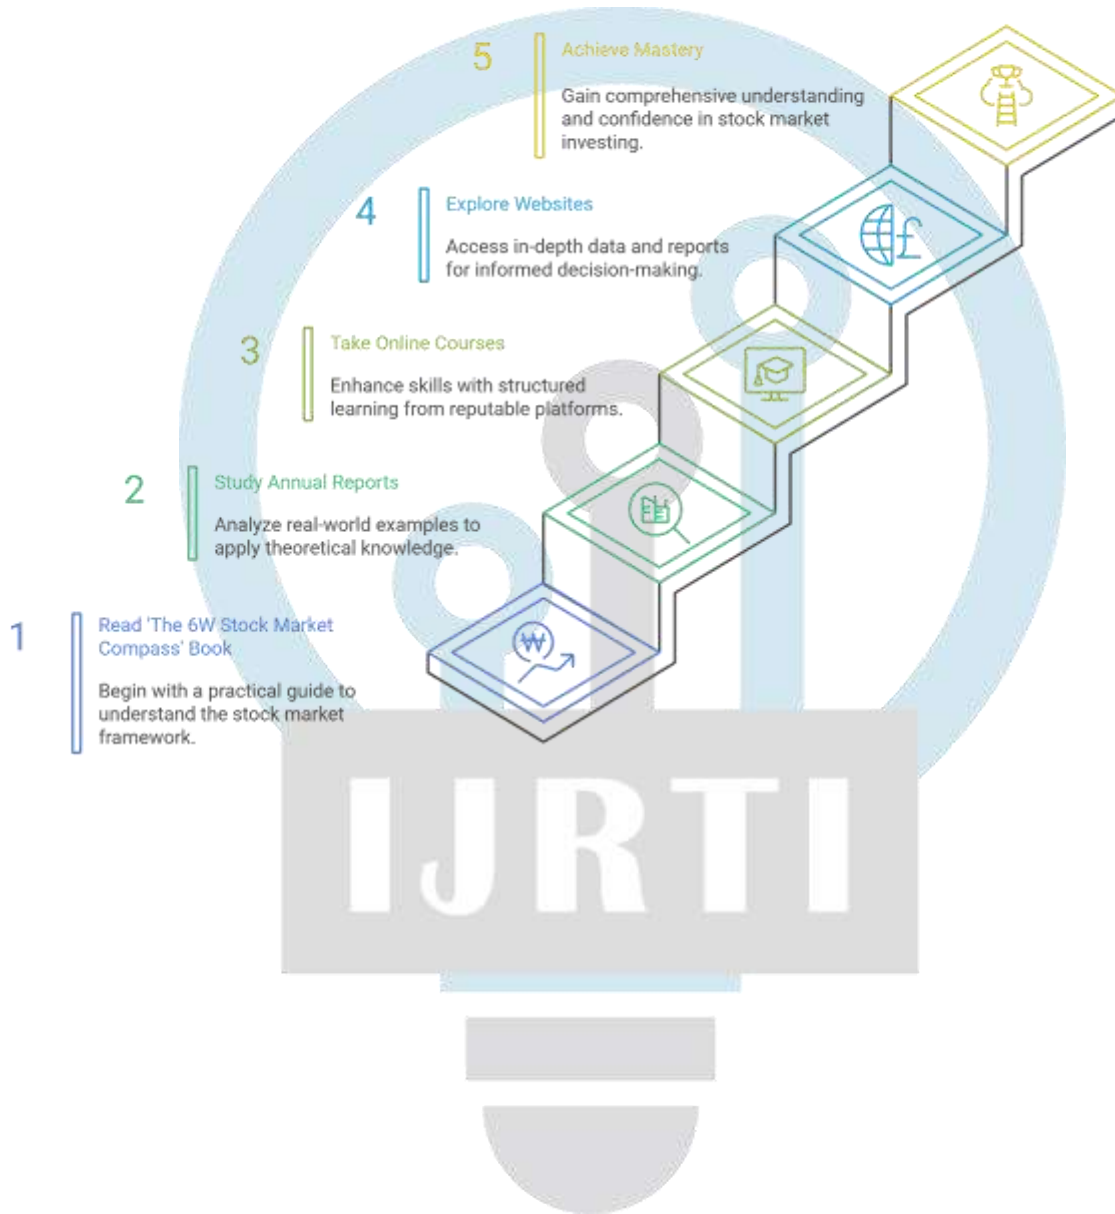 5
Achieve Mastery
Gain comprehensive understanding
and confidence in stock market
investing.
4
Explore Websites
Access in-depth data and reports
for informed decision-making.
£
3
Take Online Courses
Enhance skills with structured
learning from reputable platforms.
2
Study Annual Reports
Analyze real-world examples to
apply theoretical knowledge.
1
Read 'The 6W Stock Market
Compass' Book
Begin with a practical guide to
understand the stock market
framework.
₩
IJRTI